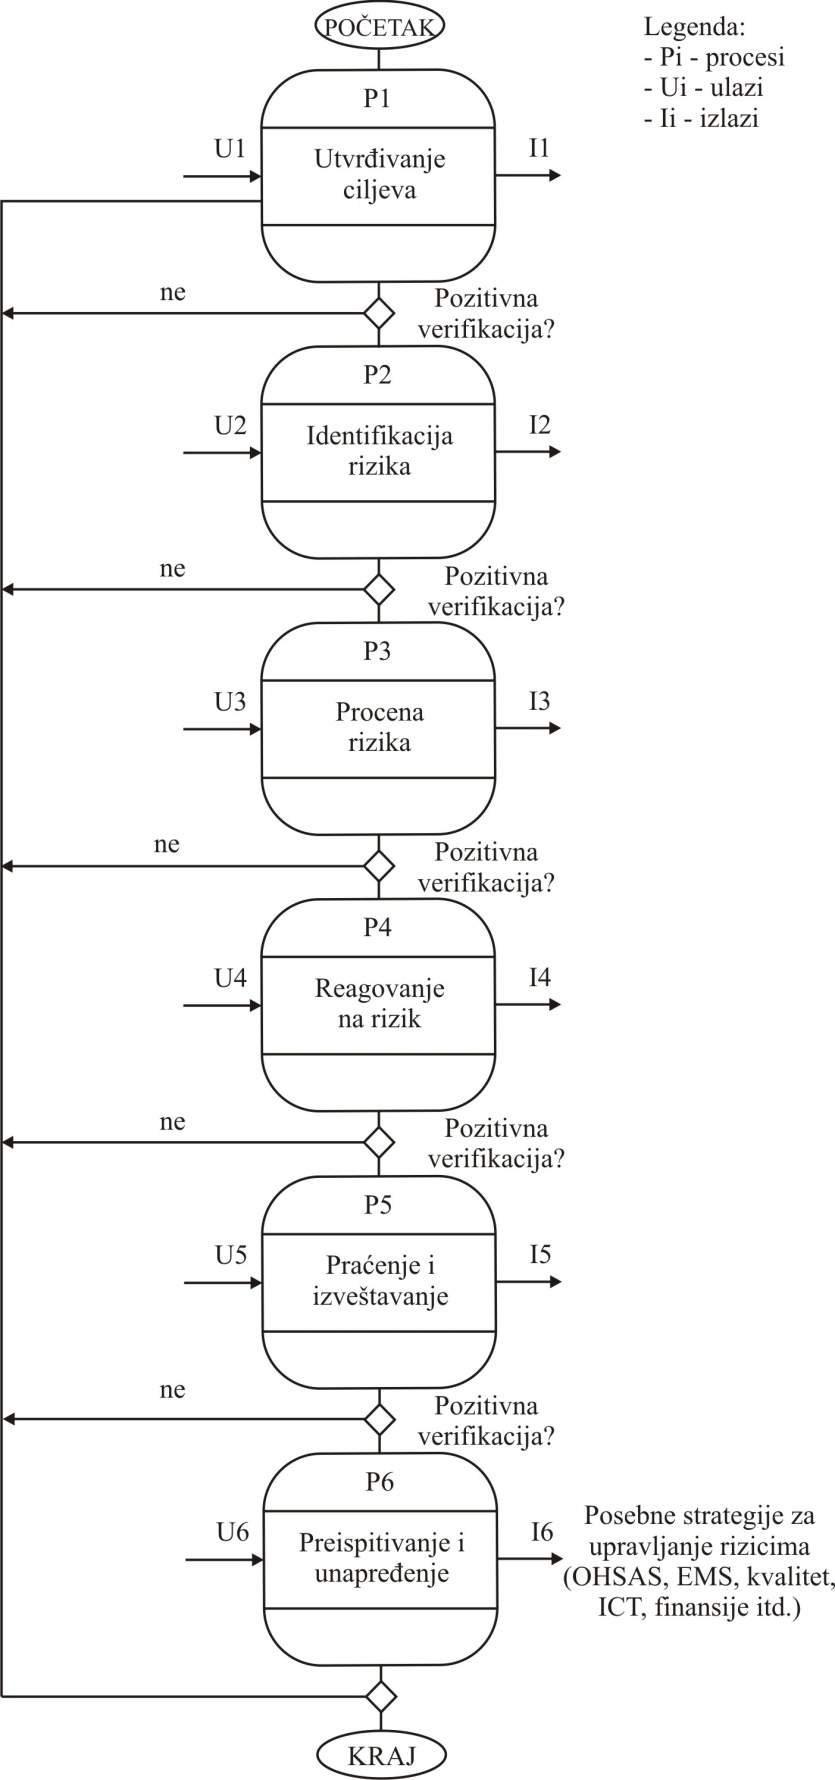 POČETAK
Legenda:
- Pi - procesi
- Ui - ulazi
- Ii - izlazi
P1
U1
Utvrđivanje
ciljeva
I1
ne
Pozitivna
verifikacija?
P2
U2
Identifikacija
rizika
I2
ne
Pozitivna
verifikacija?
P3
U3
Procena
rizika
I3
ne
Pozitivna
verifikacija?
P4
U4
Reagovanje
na rizik
I4
ne
Pozitivna
verifikacija?
P5
U5
Praćenje i
izveštavanje
I5
ne
Pozitivna
verifikacija?
P6
U6
Preispitivanje i
unapređenje
I6
Posebne strategije za
upravljanje rizicima
(OHSAS, EMS, kvalitet,
ICT, finansije itd.)
KRAJ